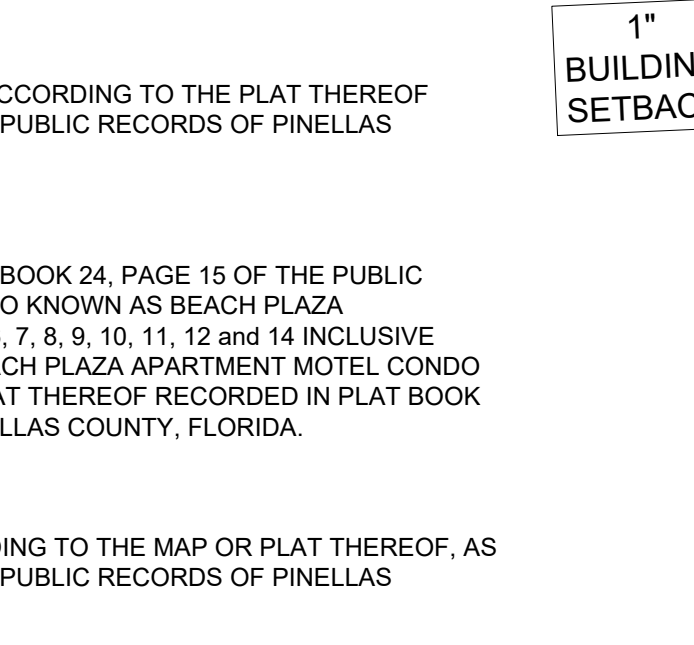 CCORDING TO THE PLAT THEREOF
PUBLIC RECORDS OF PINELLAS
BOOK 24, PAGE 15 OF THE PUBLIC
O KNOWN AS BEACH PLAZA
, 7, 8, 9, 10, 11, 12 and 14 INCLUSIVE
CH PLAZA APARTMENT MOTEL CONDO
AT THEREOF RECORDED IN PLAT BOOK
LLAS COUNTY, FLORIDA.
DING TO THE MAP OR PLAT THEREOF, AS
PUBLIC RECORDS OF PINELLAS
1"
BUILDIN
SETBAC